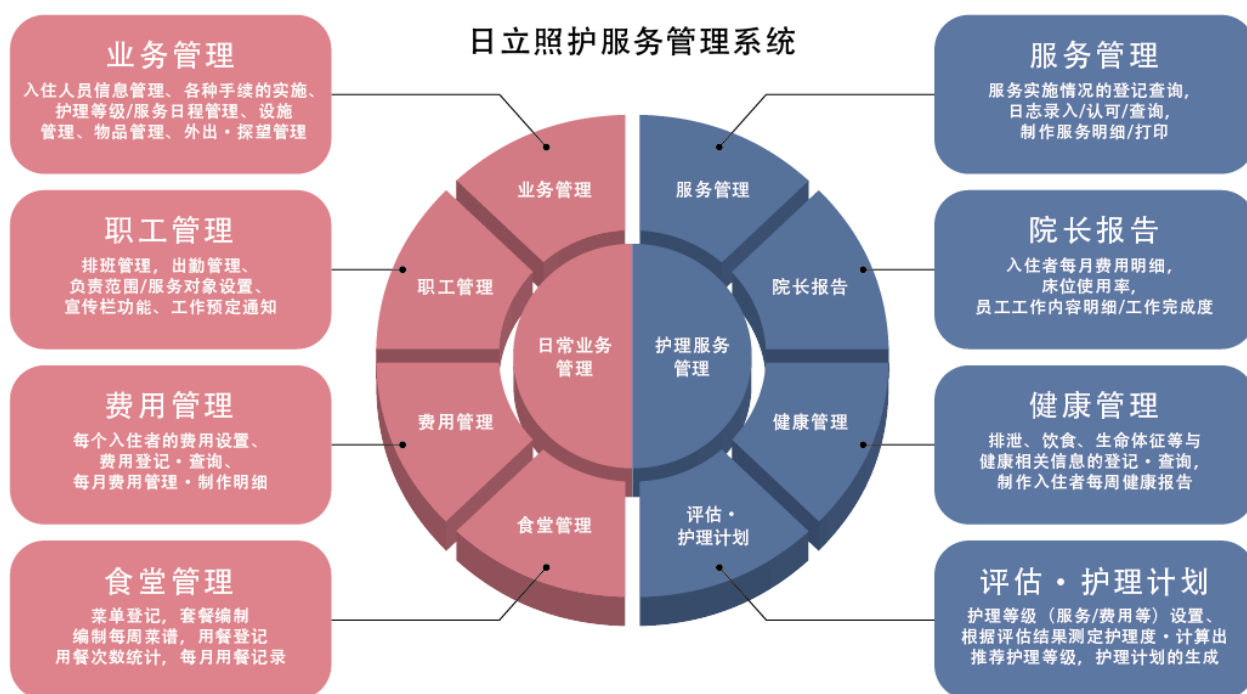 日立照护服务管理系统
业务管理
入住人员信息管理、各种手续的实施、
护理等级/服务日程管理、设施
管理、物品管理、外出・探望管理
职工管理
排班管理，出勤管理、
负责范围/服务对象设置、
宣传栏功能、工作预定通知
费用管理
每个入住者的费用设置、
费用登记・查询、
每月费用管理・制作明细
食堂管理
菜单登记，套餐编制
编制每周菜谱，用餐登记
用餐次数统计，每月用餐记录
业务管理
职工管理
费用管理
食堂管理
日常业务
管理
护理服务
管理
服务管理
院长报告
健康管理
评估・
护理计划
服务管理
服务实施情况的登记查询，
日志录入/认可/查询，
制作服务明细/打印
院长报告
入住者每月费用明细，
床位使用率，
员工工作内容明细/工作完成度
健康管理
排泄、饮食、生命体征等与
健康相关信息的登记・查询，
制作入住者每周健康报告
评估・护理计划
护理等级（服务/费用等）设置、
根据评估结果测定护理度・计算出
推荐护理等级，护理计划的生成